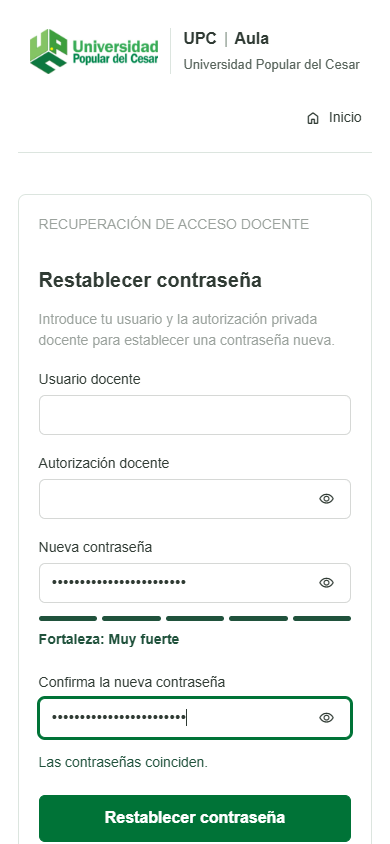 Universidad
Popular del Cesar
UPC | Aula
Universidad Popular del Cesar
Inicio
RECUPERACIÓN DE ACCESO DOCENTE
Restablecer contraseña
Introduce tu usuario y la autorización privada
docente para establecer una contraseña nueva.
Usuario docente
Autorización docente
Nueva contraseña
••••••••••••••••••••••••
Fortaleza: Muy fuerte
Confirma la nueva contraseña
••••••••••••••••••••••••
Las contraseñas coinciden.
Restablecer contraseña